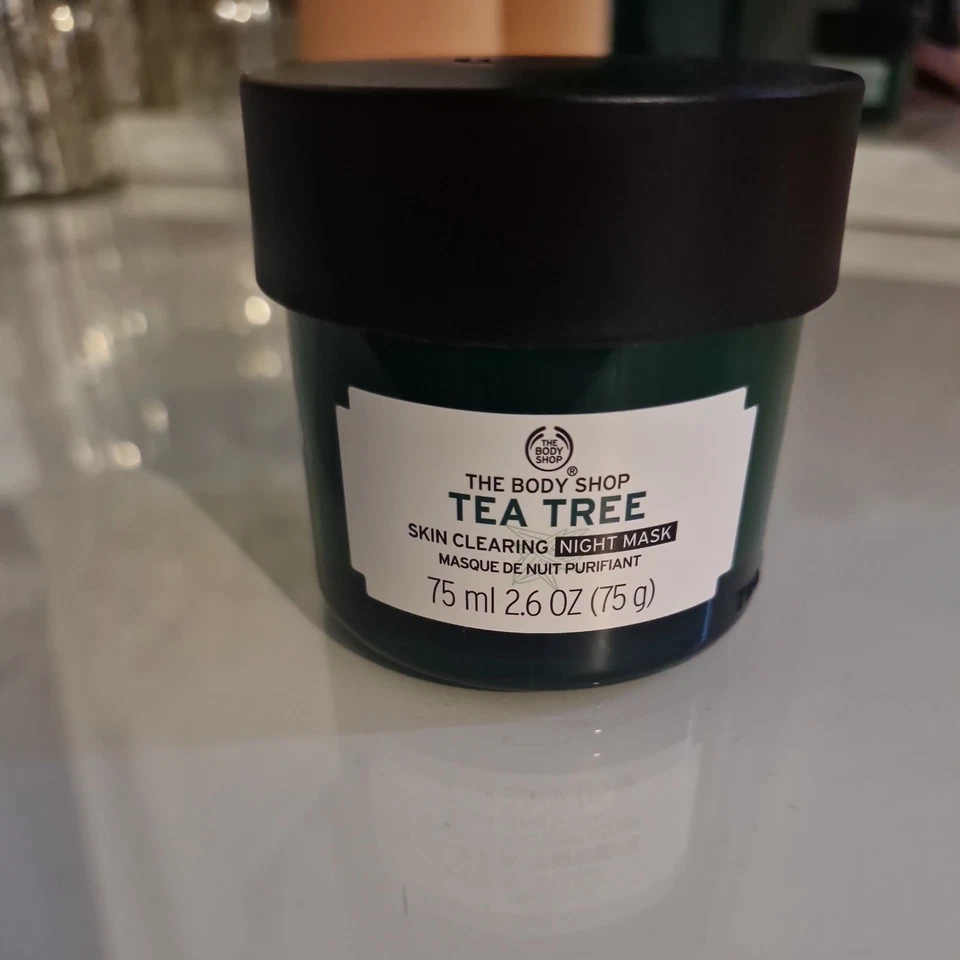 THE
BODY
SHOP
®
THE BODY SHOP
TEA TREE
SKIN CLEARING NIGHT MASK
MASQUE DE NUIT PURIFIANT
75 ml 2.6 OZ (75 g)